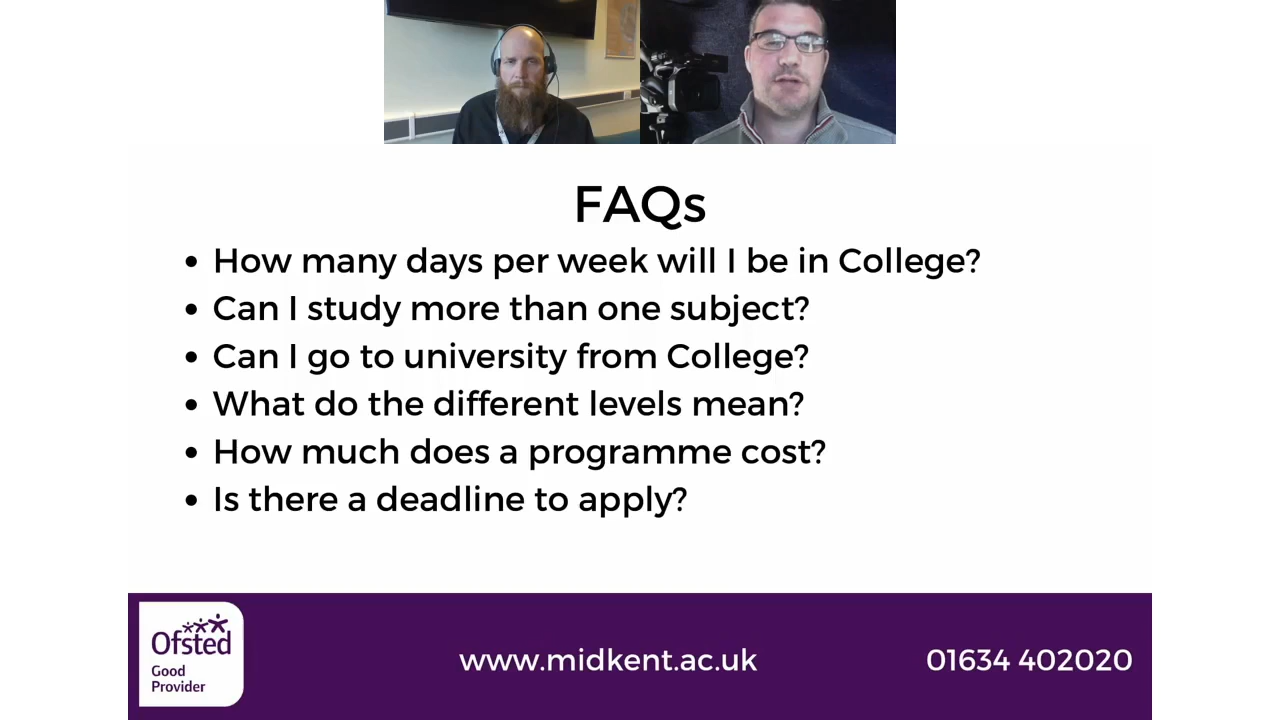 FAQs
• How many days per week will I be in College?
• Can I study more than one subject?
• Can I go to university from College?
• What do the different levels mean?
• How much does a programme cost?
• Is there a deadline to apply?
Ofsted
Good
Provider
www.midkent.ac.uk
01634 402020